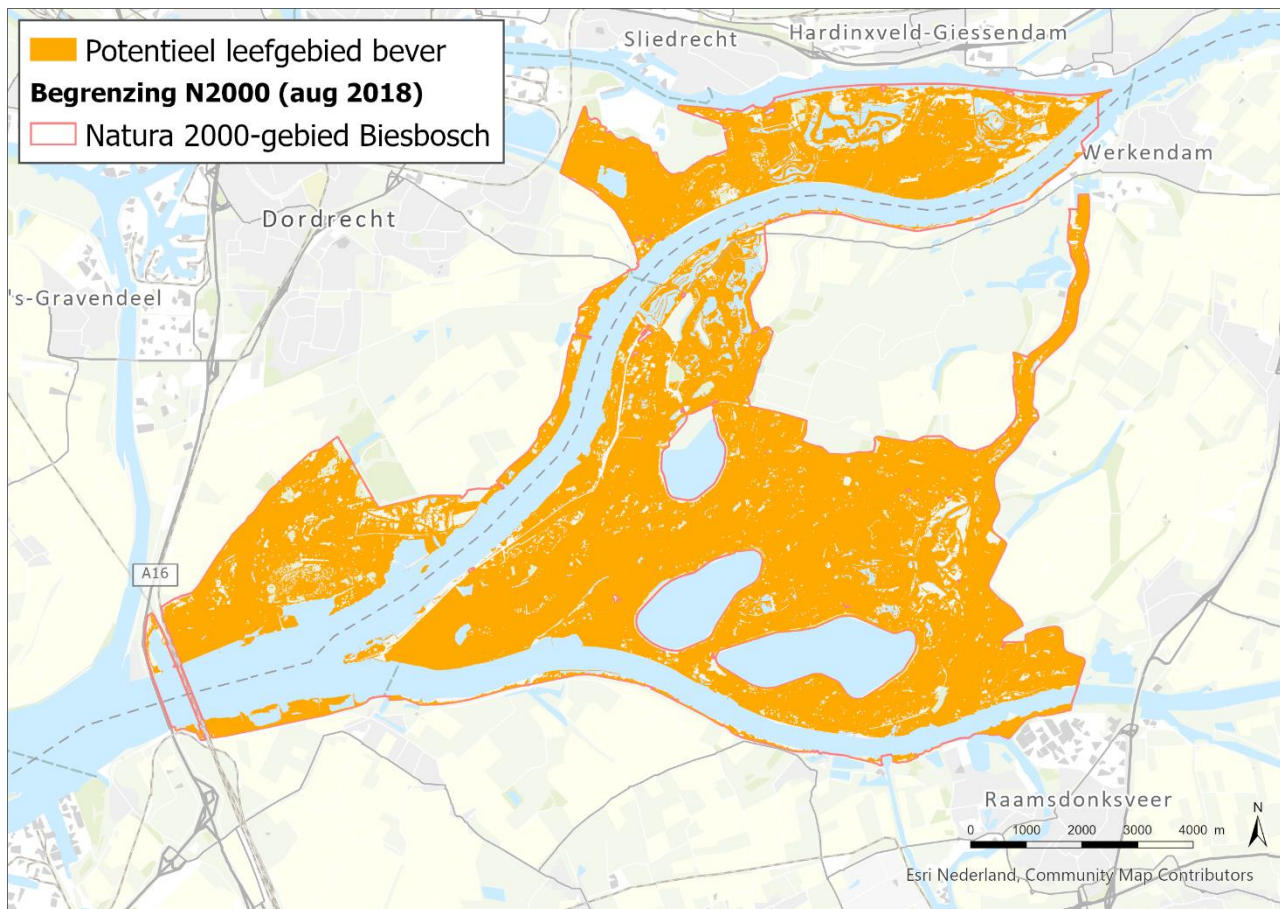 Potentieel leefgebied bever
Begrenzing N2000 (aug 2018)
Natura 2000-gebied Biesbosch
Sliedrecht
Hardinxveld-Giessendam
Werkendam
Dordrecht
's-Gravendeel
A16
Raamsdonksveer
N
0 1000 2000 3000 4000 m
Esri Nederland, Community Map Contributors